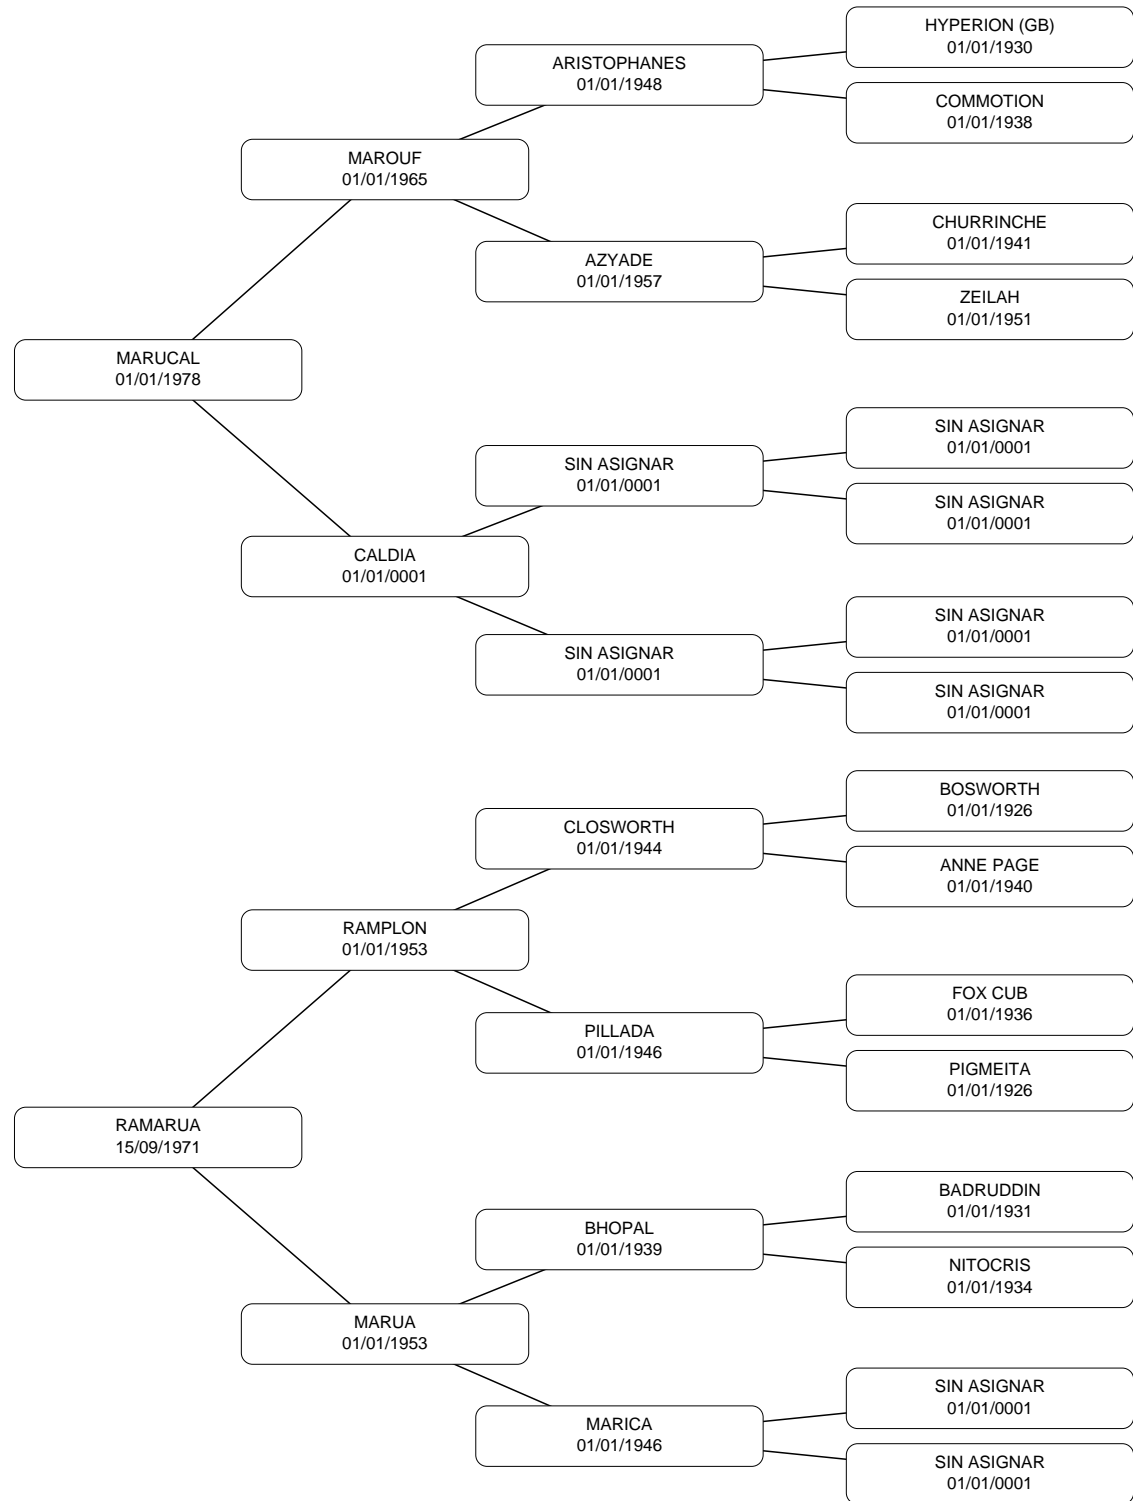 HYPERION (GB)
01/01/1930
ARISTOPHANES
01/01/1948
COMMOTION
01/01/1938
MAROUF
01/01/1965
CHURRINCHE
01/01/1941
AZYADE
01/01/1957
ZEILAH
01/01/1951
MARUCAL
01/01/1978
SIN ASIGNAR
01/01/0001
SIN ASIGNAR
01/01/0001
SIN ASIGNAR
01/01/0001
CALDIA
01/01/0001
SIN ASIGNAR
01/01/0001
SIN ASIGNAR
01/01/0001
SIN ASIGNAR
01/01/0001
BOSWORTH
01/01/1926
CLOSWORTH
01/01/1944
ANNE PAGE
01/01/1940
RAMPLON
01/01/1953
FOX CUB
01/01/1936
PILLADA
01/01/1946
PIGMEITA
01/01/1926
RAMARUA
15/09/1971
BADRUDDIN
01/01/1931
BHOPAL
01/01/1939
NITOCRIS
01/01/1934
MARUA
01/01/1953
SIN ASIGNAR
01/01/0001
MARICA
01/01/1946
SIN ASIGNAR
01/01/0001